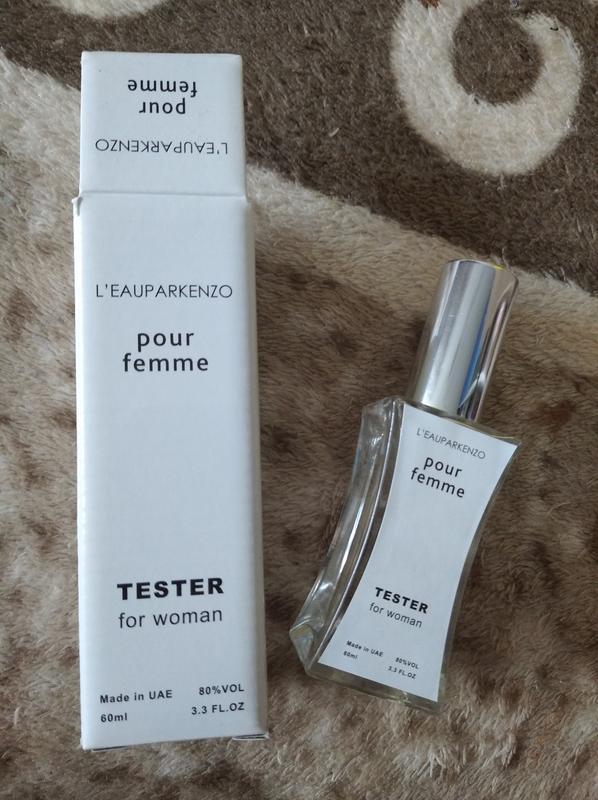 pour
femme
L'EAUPARKENZO
L'EAUPARKENZO
pour
femme
TESTER
for woman
Made in UAE 80%VOL
60ml 3.3 FL.OZ
L'EAUPARKENZO
pour
femme
TESTER
for woman
Made in UAE 80%VOL
60ml 3.3 FL.OZ